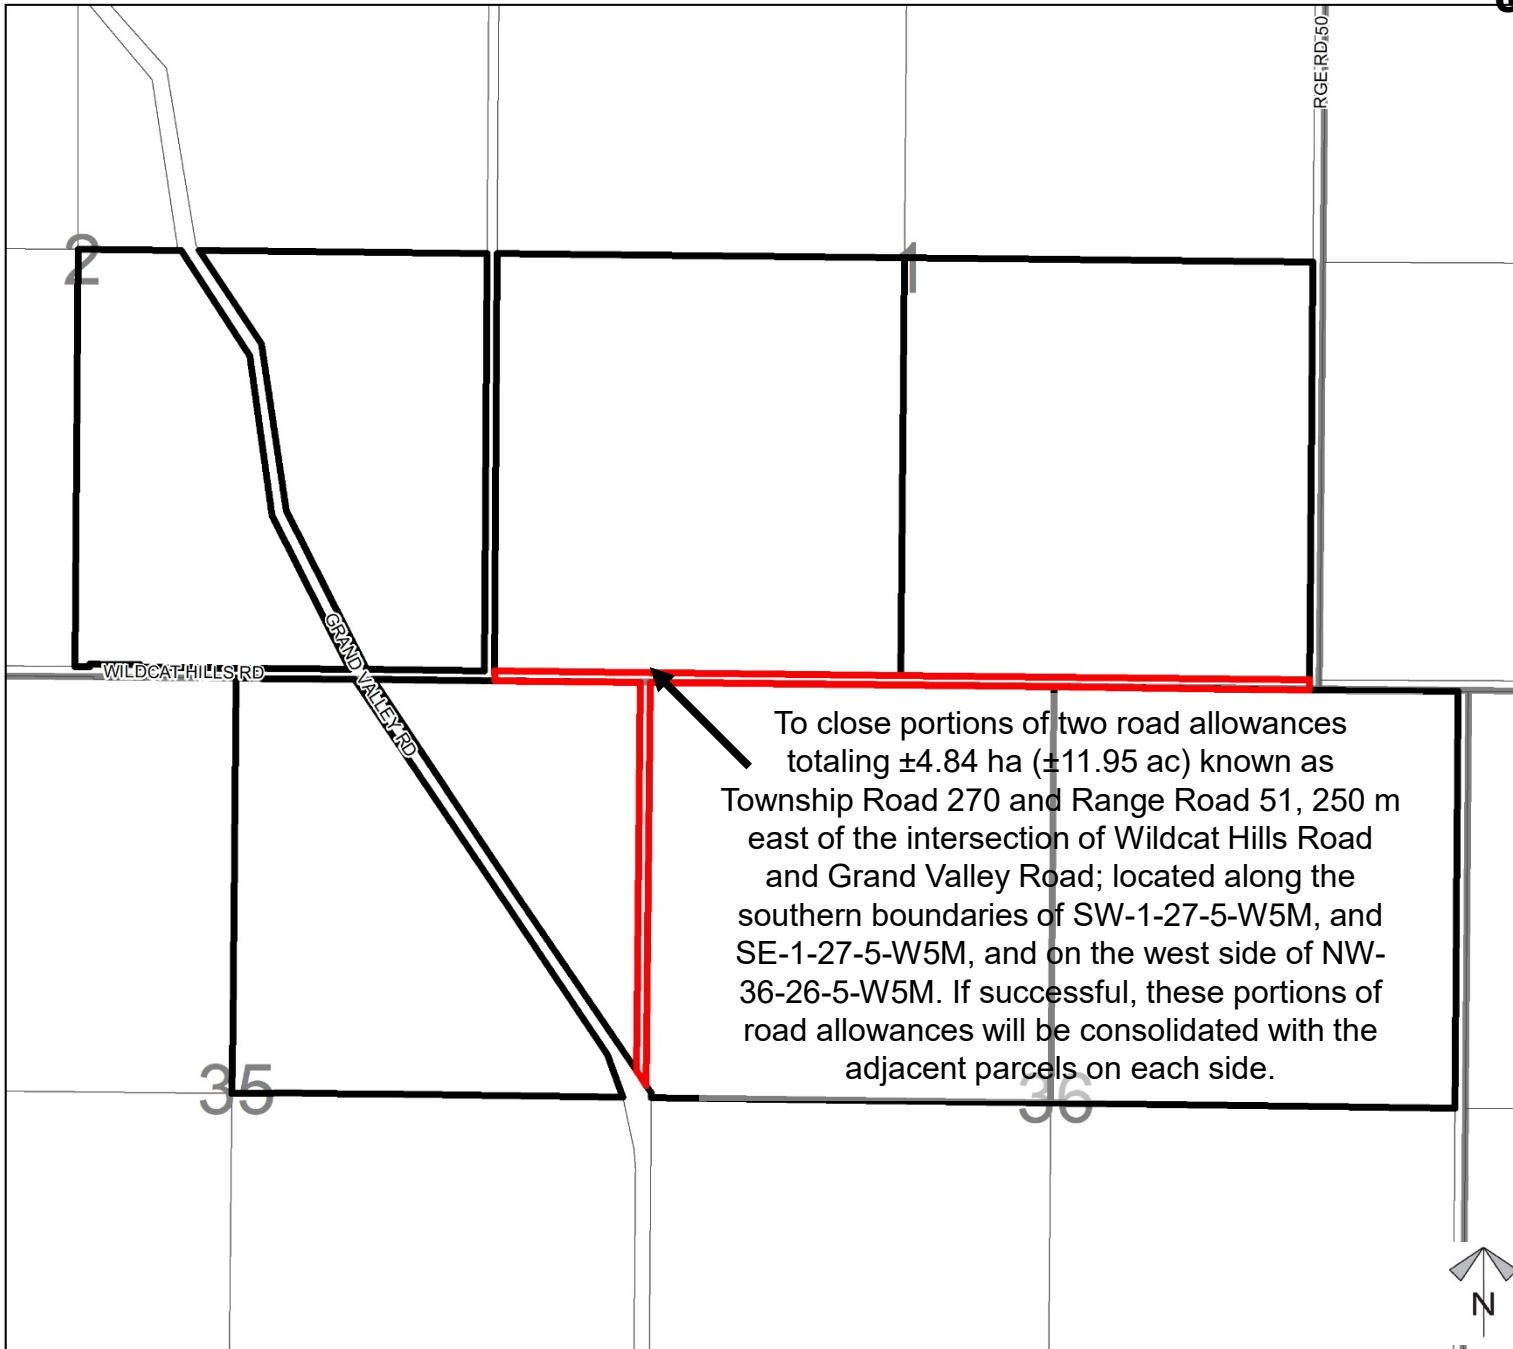 RGE RD 50
2
1
WILDCAT HILLS RD
GRAND VALLEY RD
To close portions of two road allowances
totaling ±4.84 ha (±11.95 ac) known as
Township Road 270 and Range Road 51, 250 m
east of the intersection of Wildcat Hills Road
and Grand Valley Road; located along the
southern boundaries of SW-1-27-5-W5M, and
SE-1-27-5-W5M, and on the west side of NW-
36-26-5-W5M. If successful, these portions of
road allowances will be consolidated with the
adjacent parcels on each side.
35
36
N